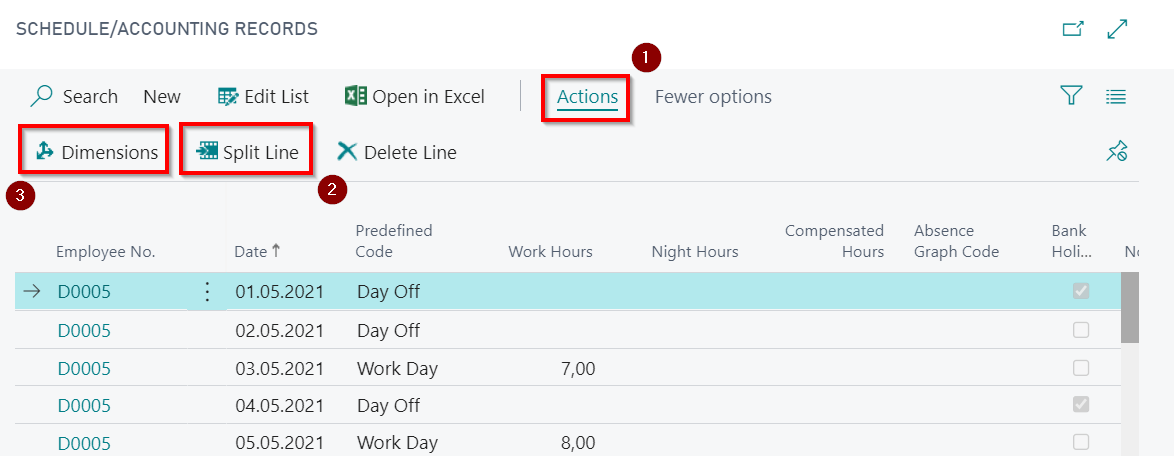 SCHEDULE/ACCOUNTING RECORDS
1
Search New Edit List Open in Excel Actions Fewer options
Dimensions Split Line Delete Line
3 2
Predefined Compensated Absence Bank
Employee No. Date ↑ Code Work Hours Night Hours Hours Graph Code Holi...
D0005 01.05.2021 Day Off
D0005 02.05.2021 Day Off
D0005 03.05.2021 Work Day 7,00
D0005 04.05.2021 Day Off
D0005 05.05.2021 Work Day 8,00